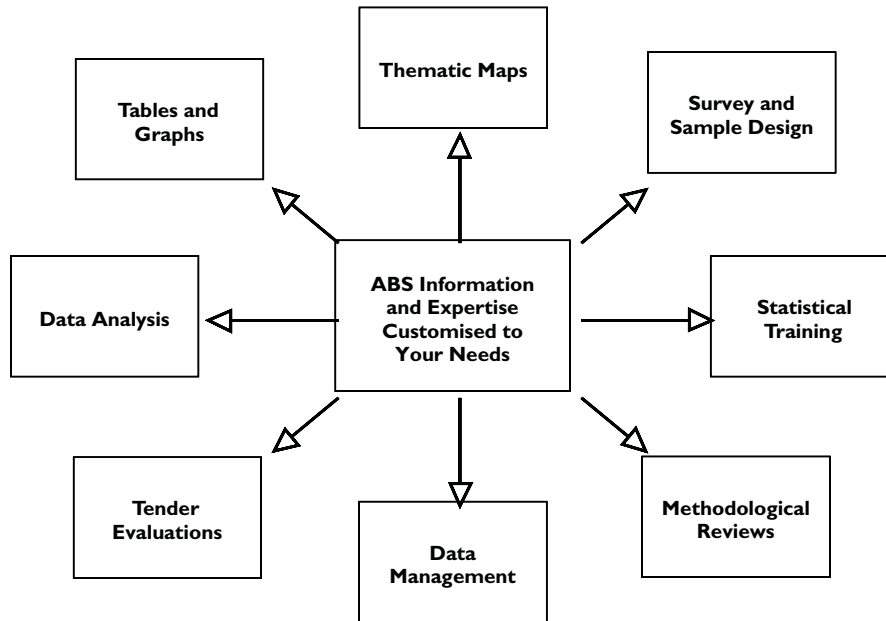 Thematic Maps
Tables and
Graphs
Survey and
Sample Design
ABS Information
and Expertise
Customised to
Your Needs
Data Analysis
Statistical
Training
Tender
Evaluations
Methodological
Reviews
Data
Management